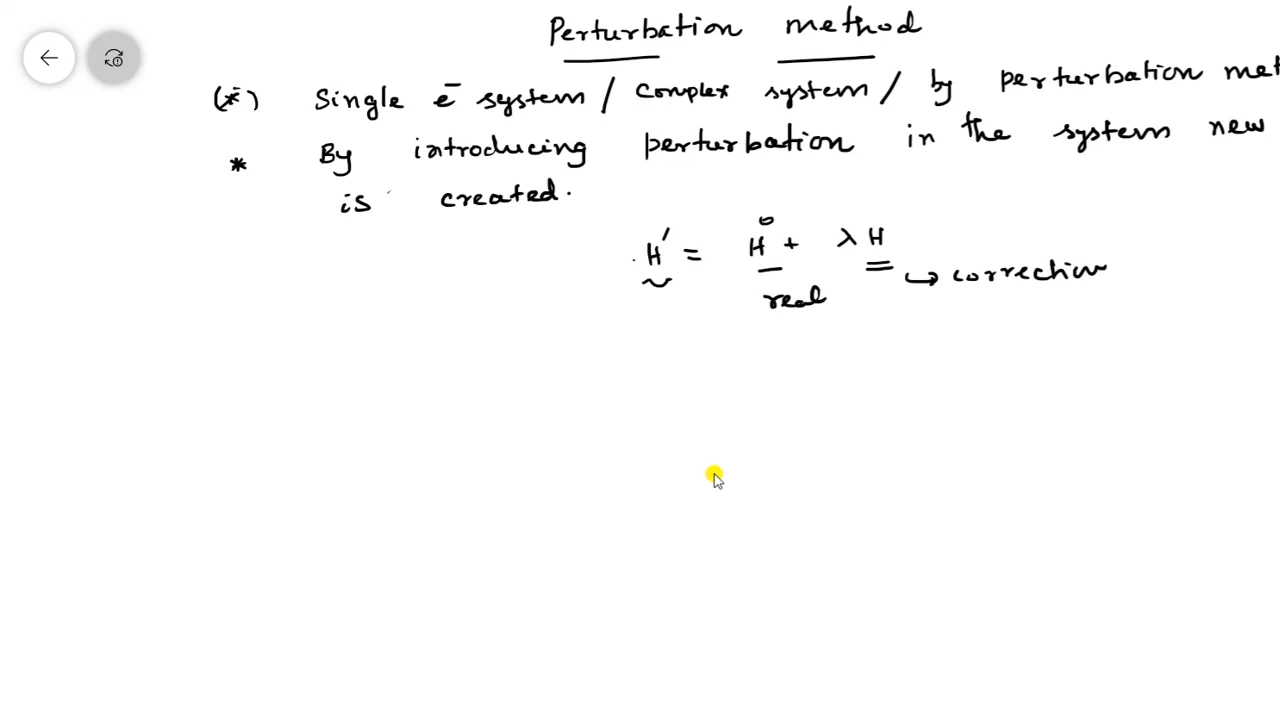 Perturbation method
(*) Single e⁻ system / complex system / by perturbation met
* By introducing perturbation in the system new
is created.
H' = H⁰ + λ H
↪ correction
real